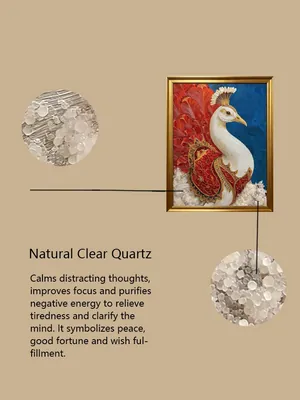 Natural Clear Quartz
Calms distracting thoughts,
improves focus and purifies
negative energy to relieve
tiredness and clarify
the mind. It symbolizes peace,
good fortune and wish ful-
fillment.